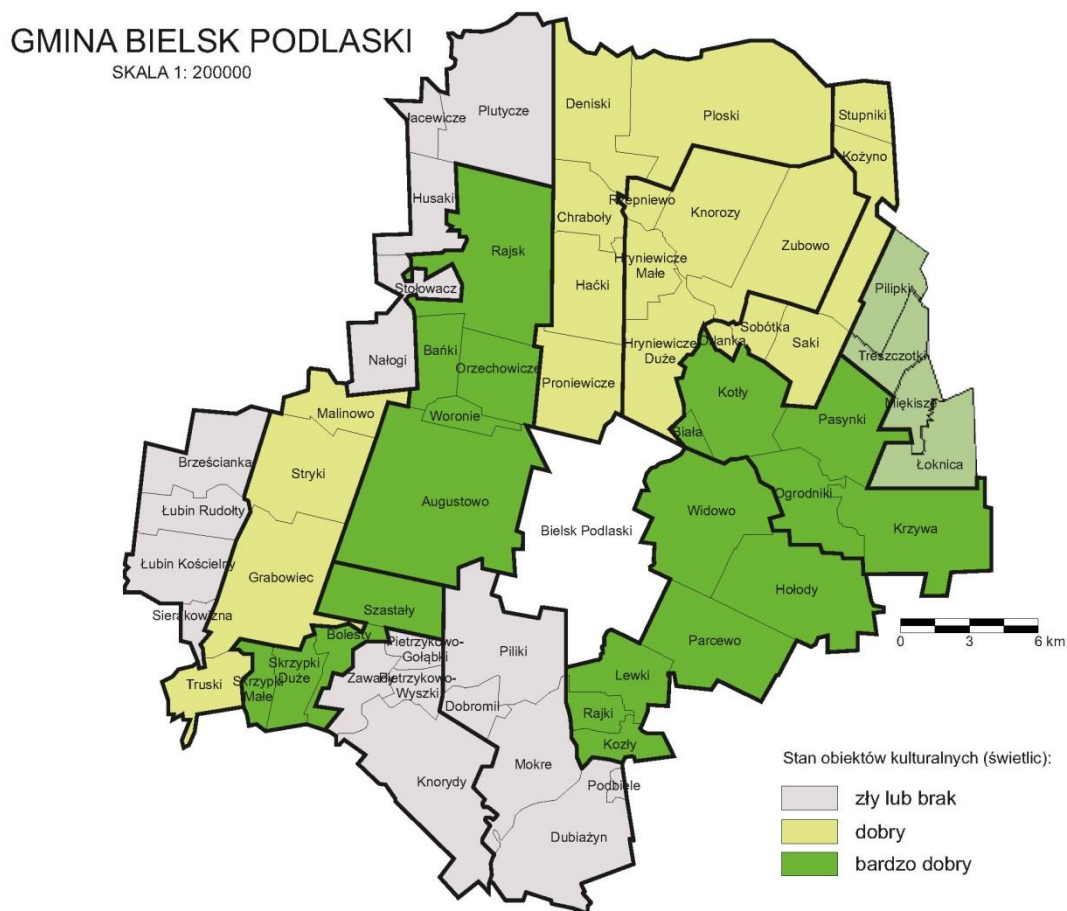 GMINA BIELSK PODLASKI
SKALA 1: 200000
Plutycze
Jacewicze
Husaki
Deniski
Ploski
Stupniki
Kożyno
Rzepniewo
Knorozy
Chraboły
Zubowo
Rajsk
Hryniewicze
Małe
Haćki
Pilipki
Stołowacz
Sobótka
Orlanka
Saki
Treszczotki
Nałogi
Bańki
Orzechowicze
Hryniewicze
Duże
Proniewicze
Kotły
Miękisze
Malinowo
Woronie
Pasynki
Biała
Brześcianka
Stryki
Łoknica
Łubin Rudołty
Augustowo
Ogrodniki
Widowo
Bielsk Podlaski
Krzywa
Łubin Kościelny
Grabowiec
Hołody
Sierakowizna
Szastały
Bolesty
Pietrzykowo-
Gołąbki
Piliki
Parcewo
0 3 6 km
Skrzypki
Duże
Truski
Skrzypki
Małe
Zawady
Pietrzykowo-
Wyszki
Lewki
Dobromil
Rajki
Kozły
Mokre
Knorydy
Podbiele
Dubiażyn
Stan obiektów kulturalnych (świetlic):
zły lub brak
dobry
bardzo dobry